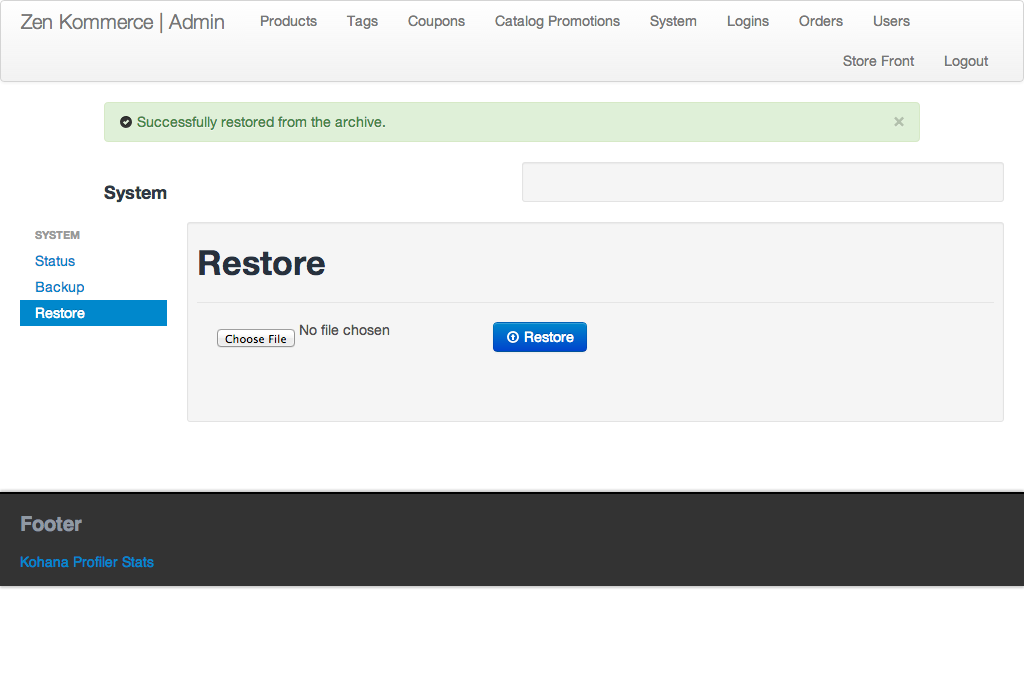 Zen Kommerce | Admin Products Tags Coupons Catalog Promotions System Logins Orders Users
Store Front Logout
Successfully restored from the archive. ×
System
SYSTEM
Status
Backup
Restore
Restore
Choose File No file chosen Restore
Footer
Kohana Profiler Stats